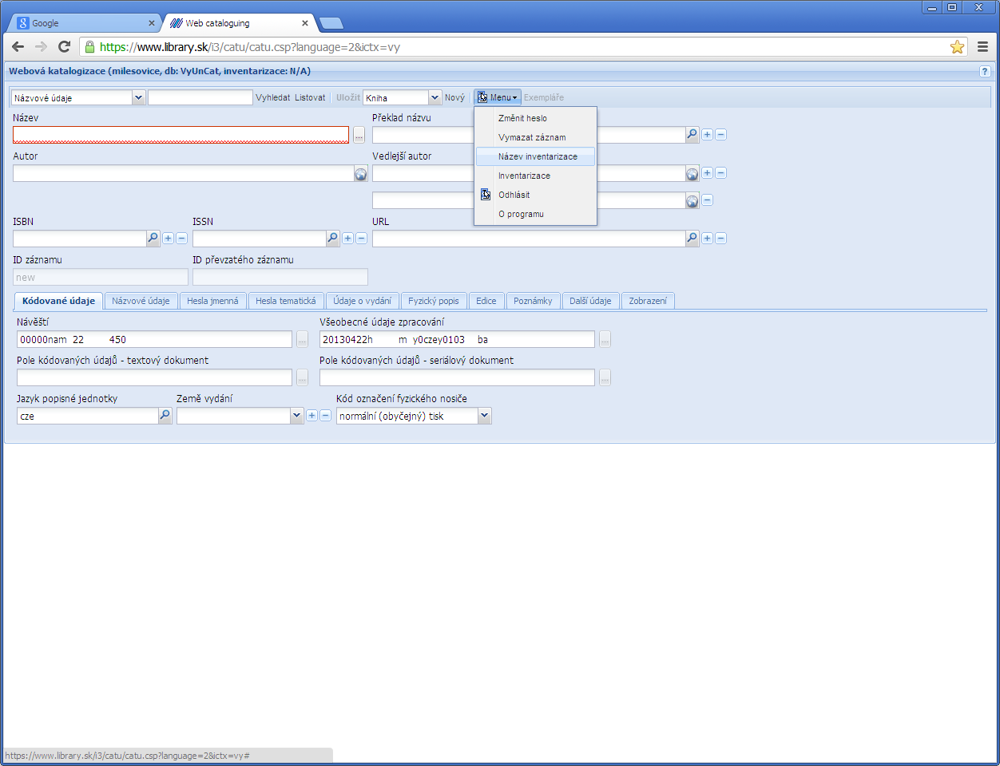 Google
Web cataloguing
https://www.library.sk/i3/catu/catu.csp?language=2&ictx=vy
Webová katalogizace (milesovice, db: VyUnCat, inventarizace: N/A)
?
Názvové údaje Vyhledat Listovat Uložit Kniha Nový Menu Exempláře
Změnit heslo
Vymazat záznam
Název inventarizace
Inventarizace
Odhlásit
O programu
Název Překlad názvu
...
Autor Vedlejší autor
ISBN ISSN URL
ID záznamu ID převzatého záznamu
new
Kódované údaje Názvové údaje Hesla jmenná Hesla tematická Údaje o vydání Fyzický popis Edice Poznámky Další údaje Zobrazení
Návěští Všeobecné údaje zpracování
00000nam 22 450 ... 20130422h m y0czey0103 ba ...
Pole kódovaných údajů - textový dokument Pole kódovaných údajů - seriálový dokument
... ...
Jazyk popisné jednotky Země vydání Kód označení fyzického nosiče
cze normální (obyčejný) tisk
https://www.library.sk/i3/catu/catu.csp?language=2&ictx=vy#